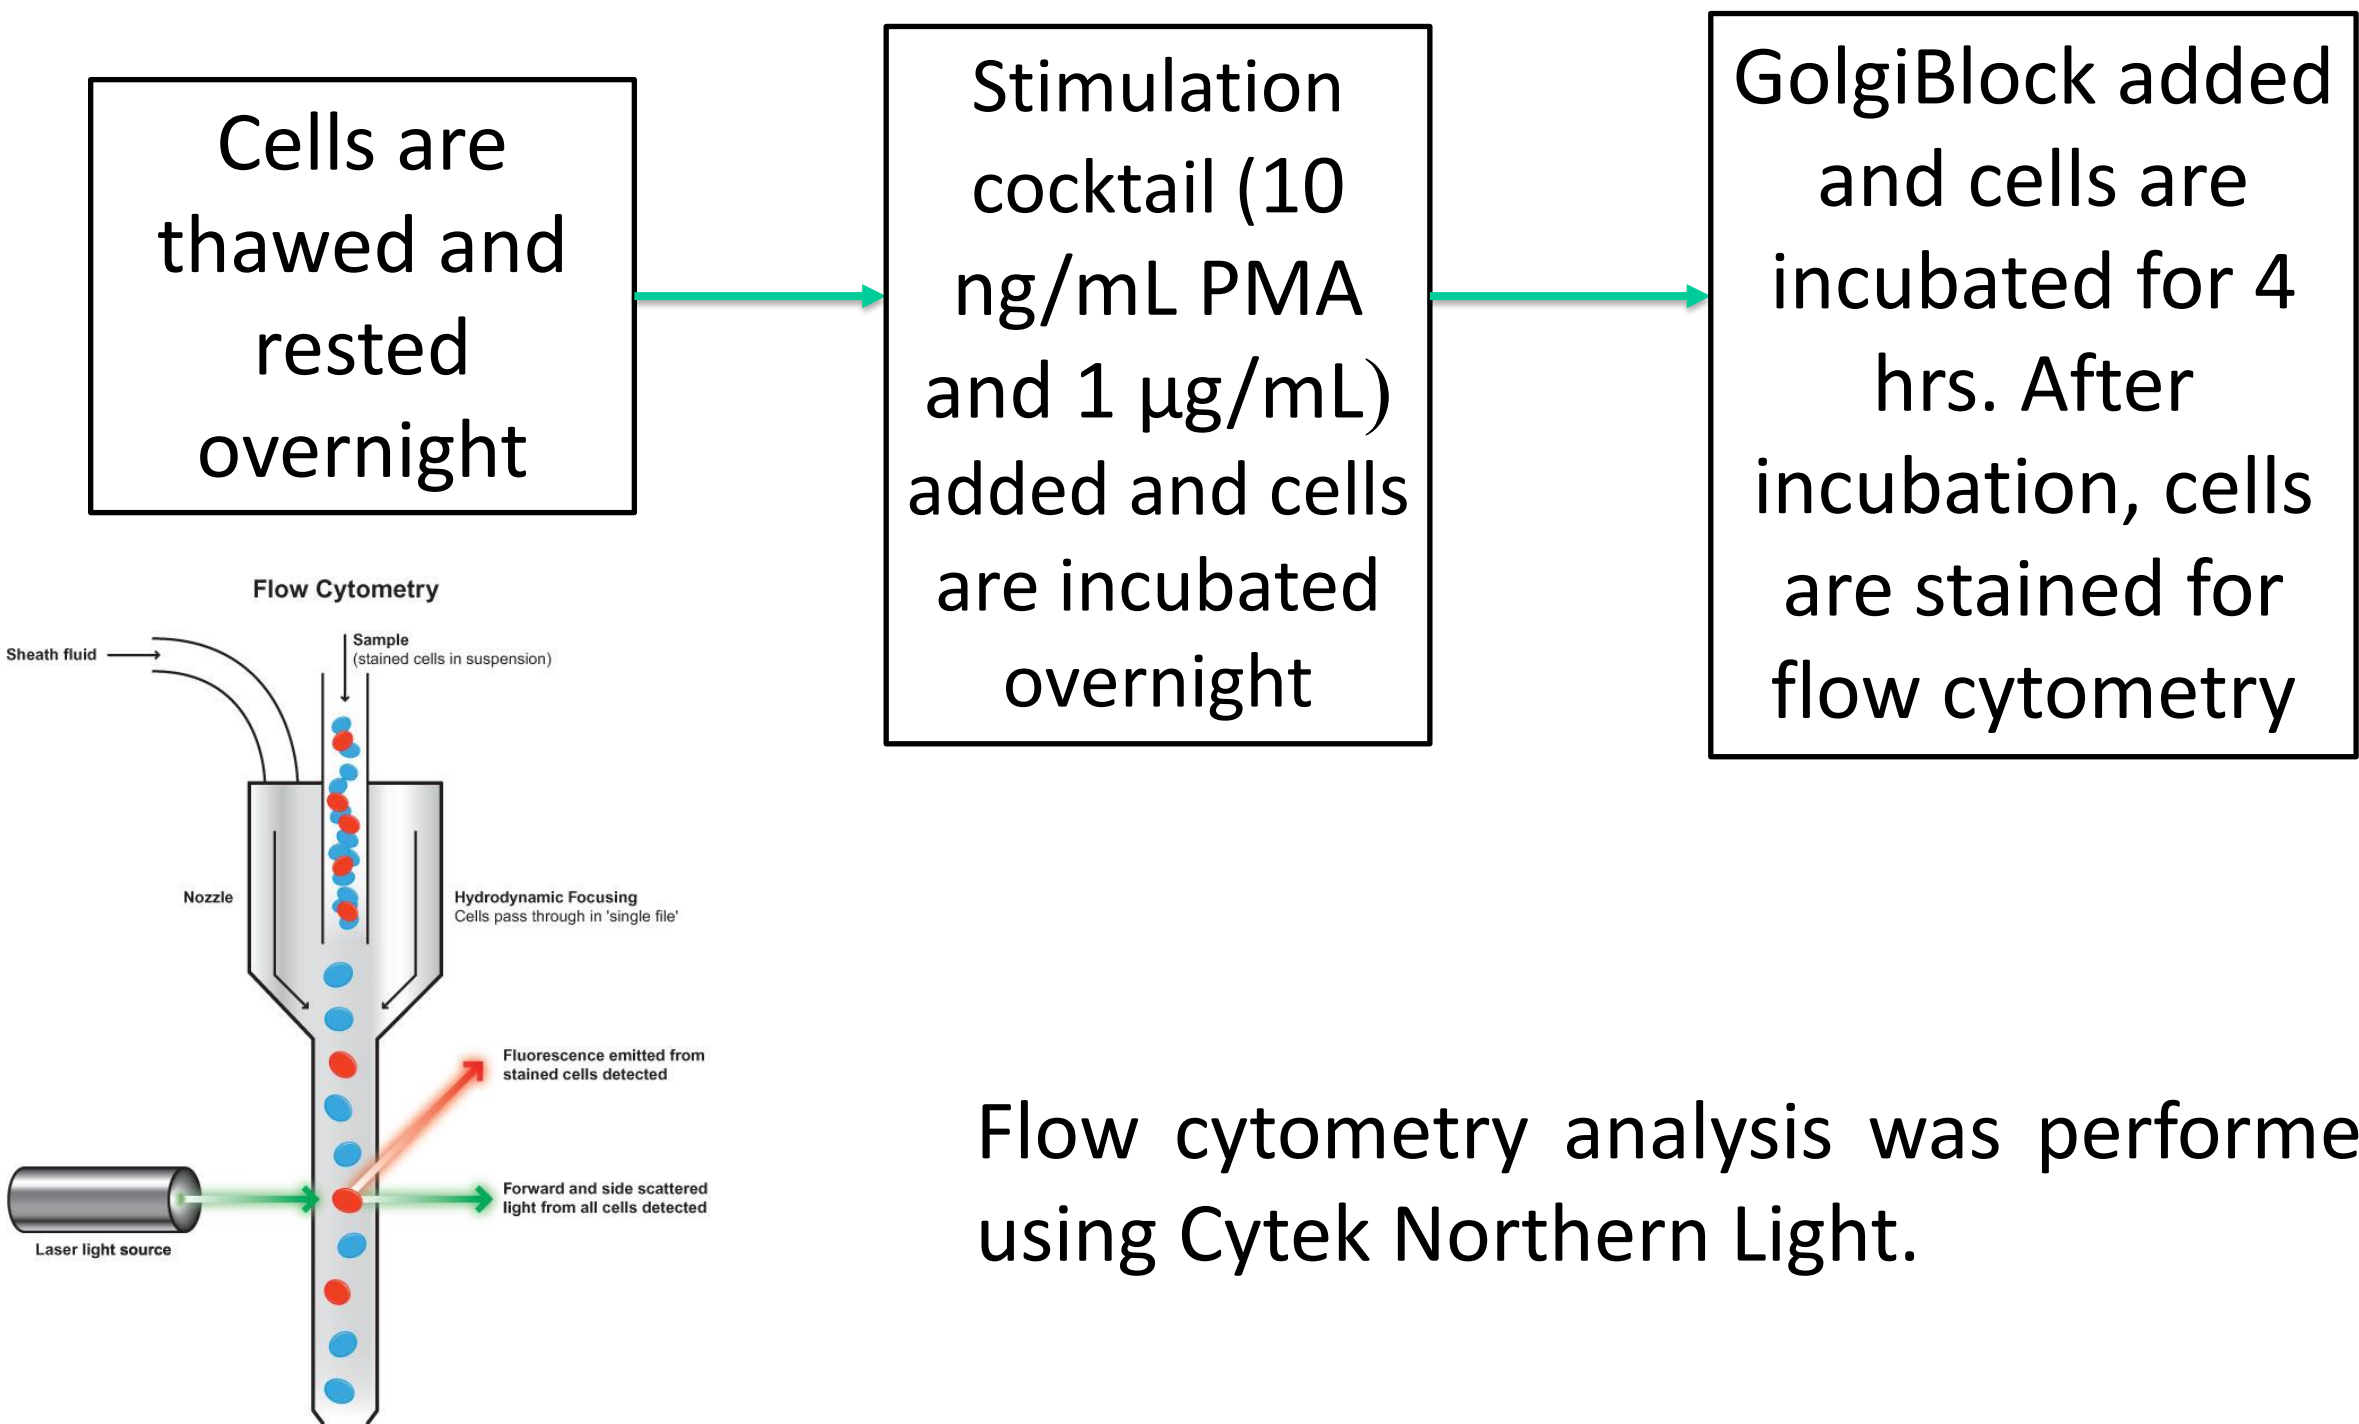 Cells are
thawed and
rested
overnight
Stimulation
cocktail (10
ng/mL PMA
and 1 µg/mL)
added and cells
are incubated
overnight
GolgiBlock added
and cells are
incubated for 4
hrs. After
incubation, cells
are stained for
flow cytometry
Flow Cytometry
Sheath fluid
Sample
(stained cells in suspension)
Nozzle
Hydrodynamic Focusing
Cells pass through in 'single file'
Fluorescence emitted from
stained cells detected
Forward and side scattered
light from all cells detected
Laser light source
Flow cytometry analysis was performe
using Cytek Northern Light.